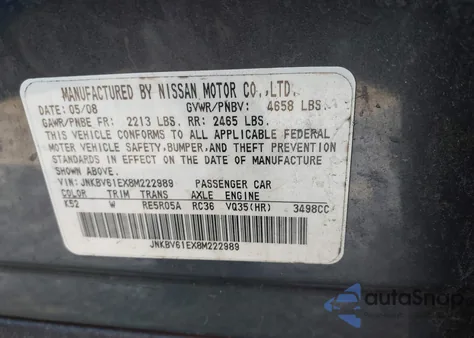 MANUFACTURED BY NISSAN MOTOR CO.,LTD.
DATE: 05/08 GVWR/PNBV: 4658 LBS.
GAWR/PNBE FR: 2213 LBS. RR: 2465 LBS.
THIS VEHICLE CONFORMS TO ALL APPLICABLE FEDERAL
MOTOR VEHICLE SAFETY, BUMPER, AND THEFT PREVENTION
STANDARDS IN EFFECT ON THE DATE OF MANUFACTURE
SHOWN ABOVE.
VIN: JNKBV61EX8M222989 PASSENGER CAR
COLOR TRIM TRANS AXLE ENGINE
K52 W RE5R05A RC36 VQ35(HR) 3498CC
JNKBV61EX8M222989
autoSnap